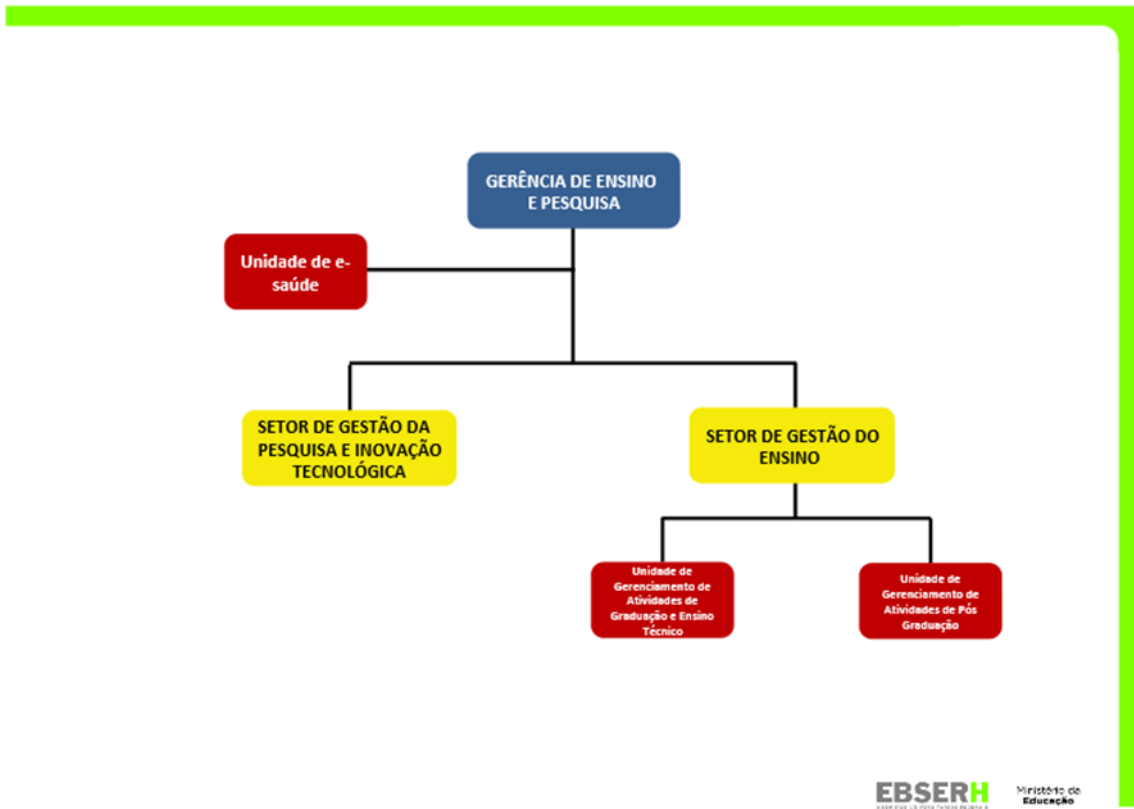 GERÊNCIA DE ENSINO
E PESQUISA
Unidade de e-
saúde
SETOR DE GESTÃO DA
PESQUISA E INOVAÇÃO
TECNOLÓGICA
SETOR DE GESTÃO DO
ENSINO
Unidade de
Gerenciamento de
Atividades de
Graduação e Ensino
Técnico
Unidade de
Gerenciamento de
Atividades de Pós
Graduação
EBSERH
Ministério da
Educação